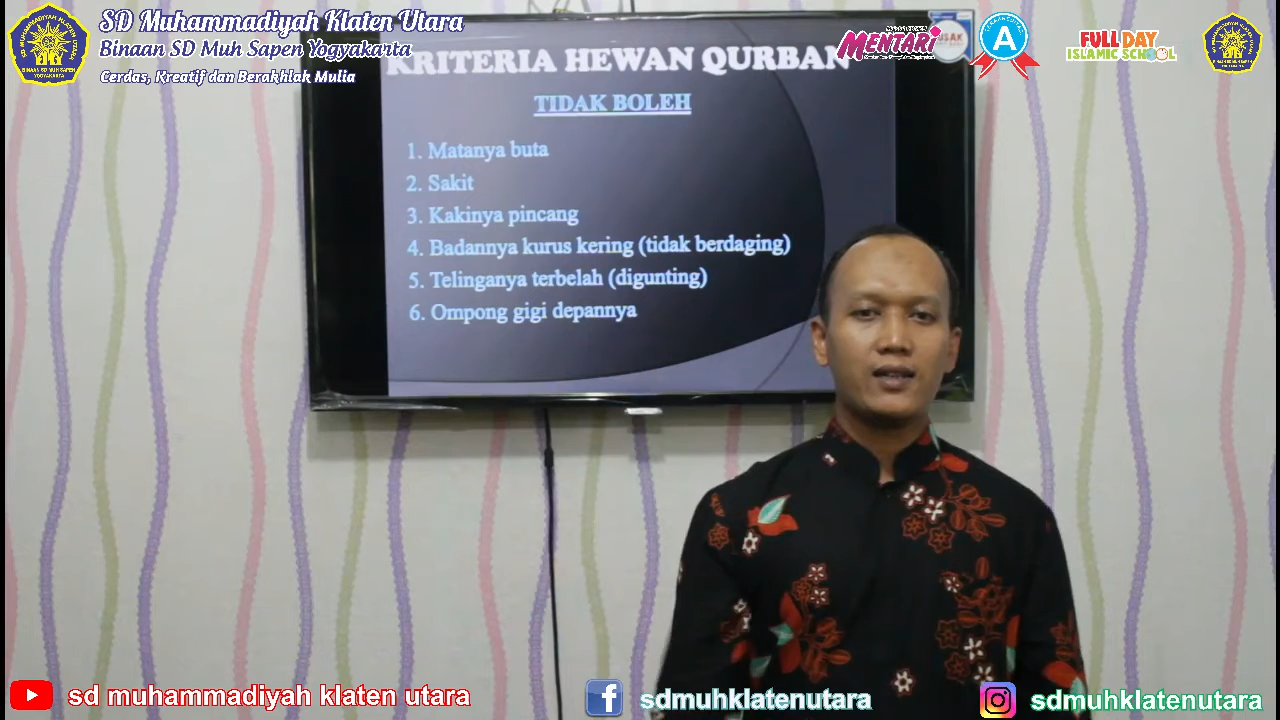 SD Muhammadiyah Klaten Utara
Binaan SD Muh Sapen Yogyakarta
Cerdas, Kreatif dan Berakhlak Mulia
MENTARI
A
FULL DAY
ISLAMIC SCHOOL
KRITERIA HEWAN QURBAN
TIDAK BOLEH
1. Matanya buta
2. Sakit
3. Kakinya pincang
4. Badannya kurus kering (tidak berdaging)
5. Telinganya terbelah (digunting)
6. Ompong gigi depannya
sd muhammadiyah klaten utara
sdmuhklatenutara
sdmuhklatenutara